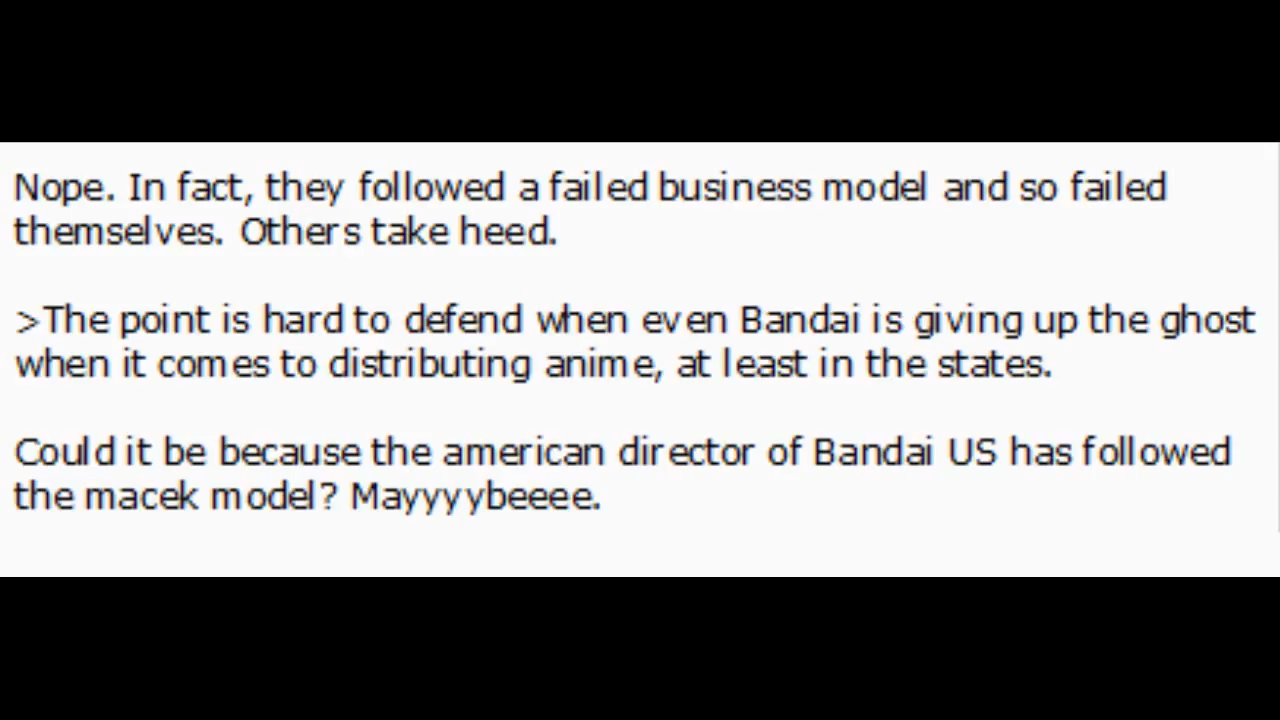 Nope. In fact, they followed a failed business model and so failed
themselves. Others take heed.
>The point is hard to defend when even Bandai is giving up the ghost
when it comes to distributing anime, at least in the states.
Could it be because the american director of Bandai US has followed
the macek model? Mayyyybeeee.